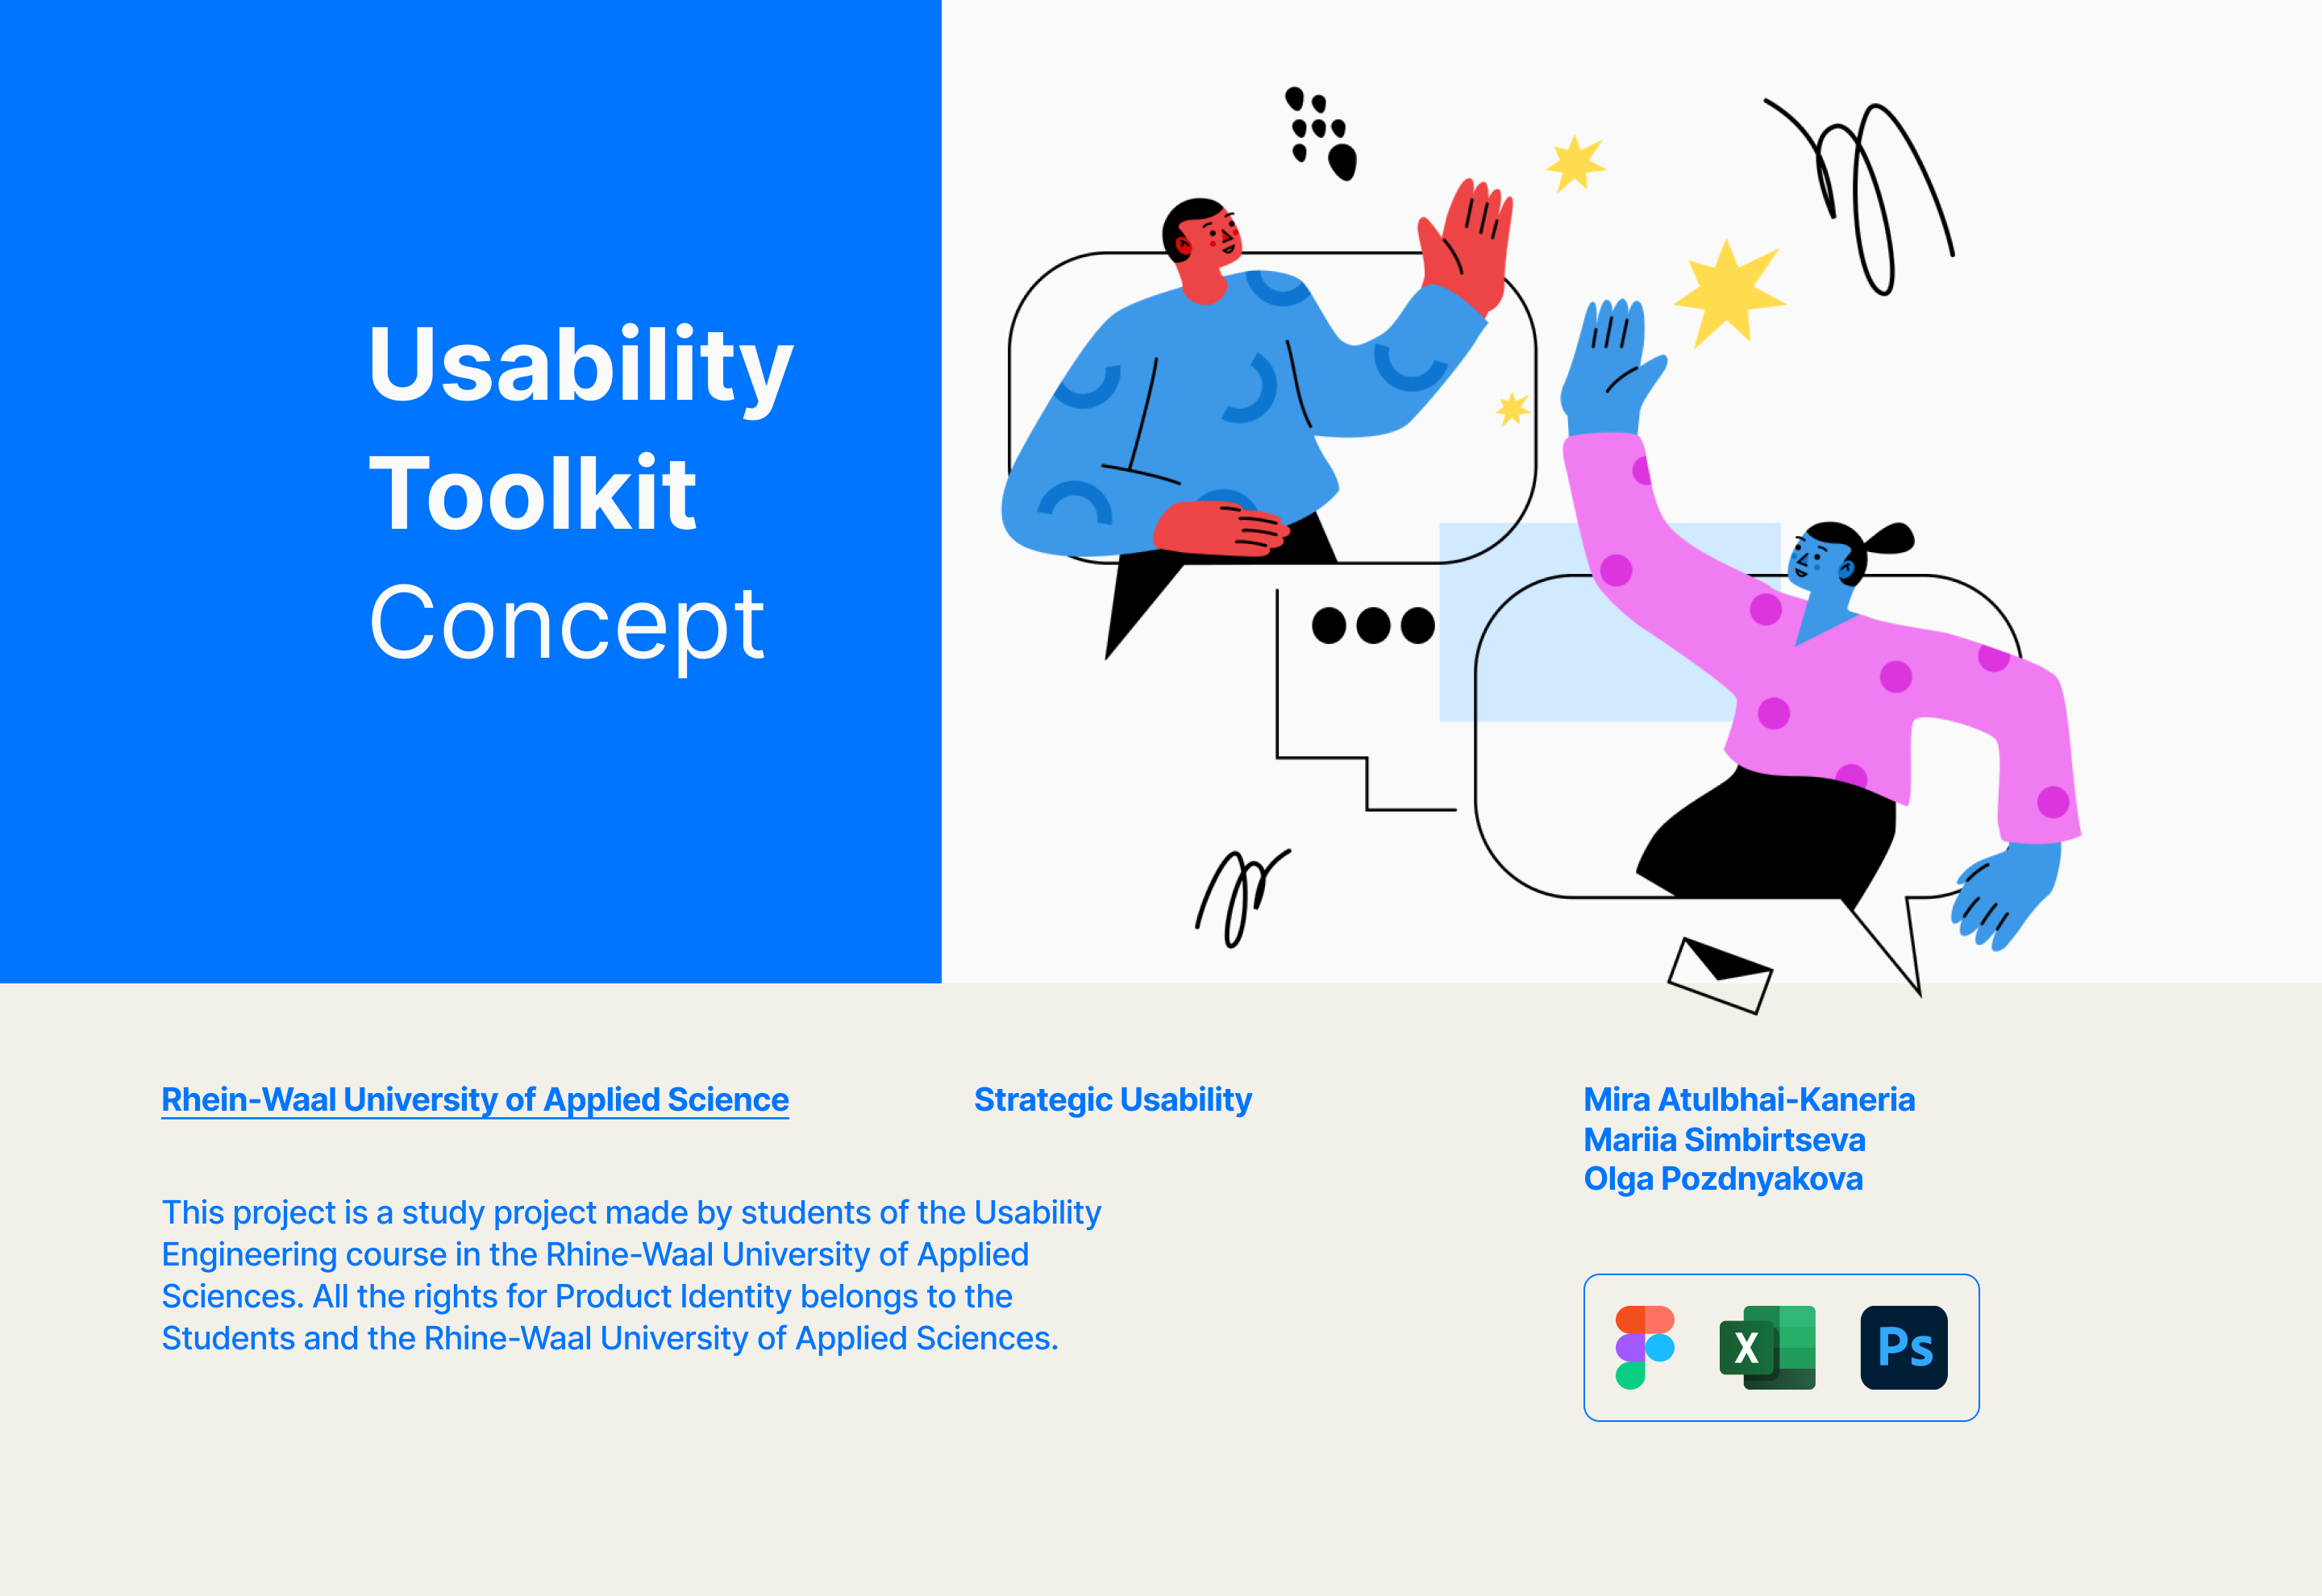 Usability
Toolkit
Concept
Rhein-Waal University of Applied Science
Strategic Usability
Mira Atulbhai-Kaneria
Mariia Simbirtseva
Olga Pozdnyakova
This project is a study project made by students of the Usability
Engineering course in the Rhine-Waal University of Applied
Sciences. All the rights for Product Identity belongs to the
Students and the Rhine-Waal University of Applied Sciences.
X
Ps